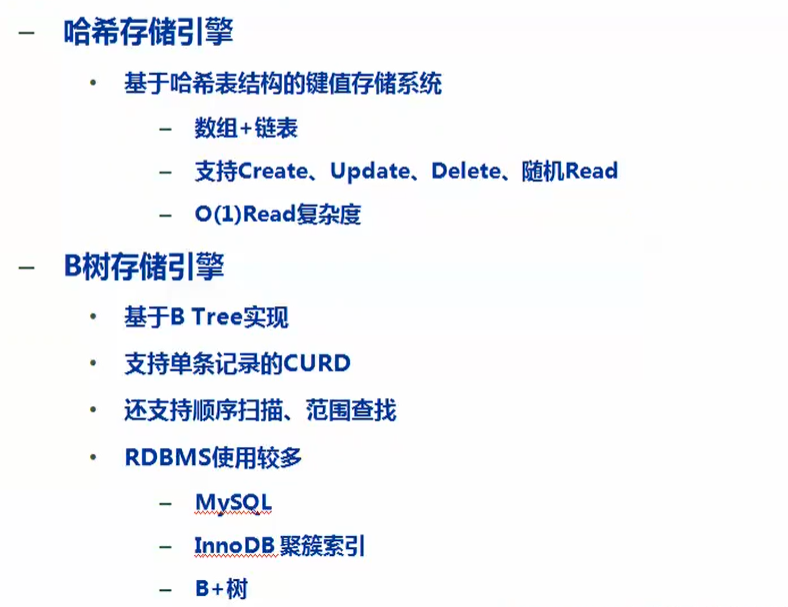 – 哈希存储引擎
• 基于哈希表结构的键值存储系统
– 数组+链表
– 支持Create、Update、Delete、随机Read
– O(1)Read复杂度
– B树存储引擎
• 基于B Tree实现
• 支持单条记录的CURD
• 还支持顺序扫描、范围查找
• RDBMS使用较多
– MySQL
– InnoDB 聚簇索引
– B+树